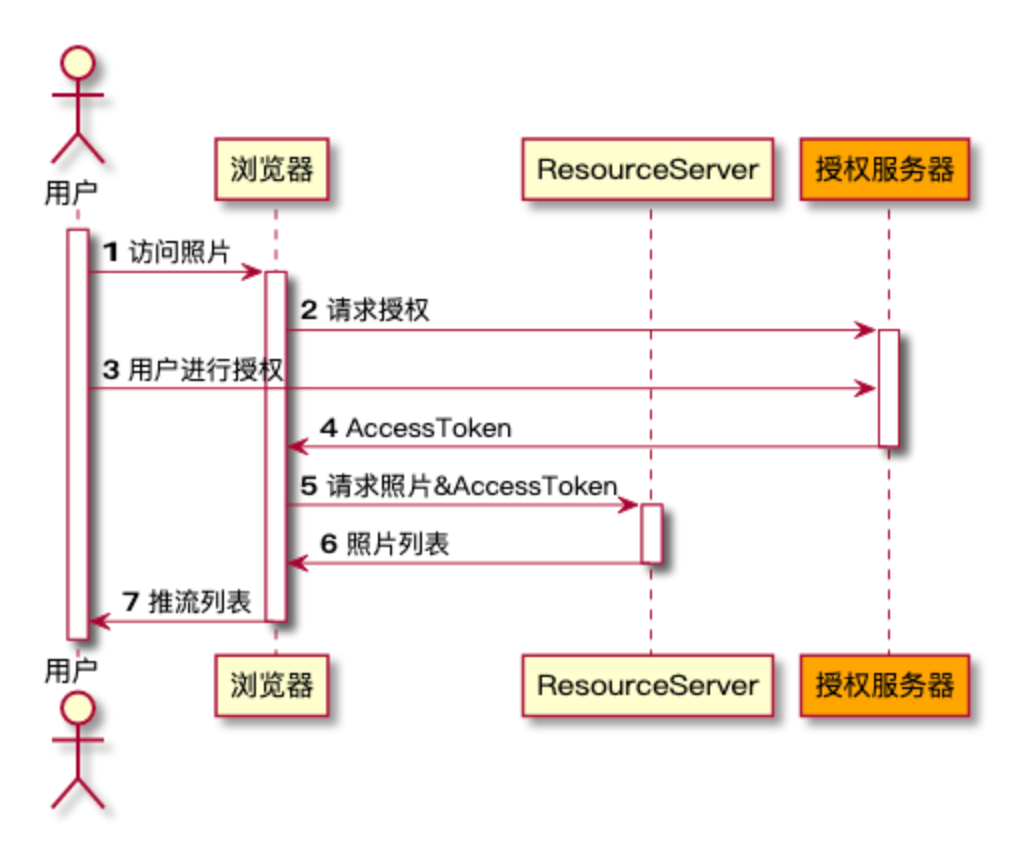 用户
浏览器
ResourceServer
授权服务器
1 访问照片
2 请求授权
3 用户进行授权
4 AccessToken
5 请求照片&AccessToken
6 照片列表
7 推流列表
用户
浏览器
ResourceServer
授权服务器